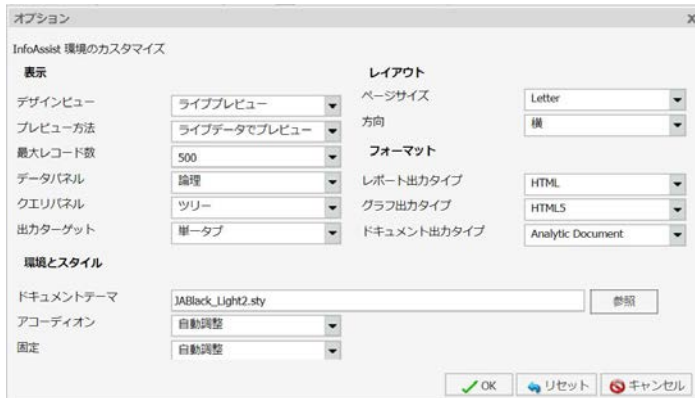 オプション
X
InfoAssist 環境のカスタマイズ
表示
デザインビュー ライブプレビュー
プレビュー方法 ライブデータでプレビュー
最大レコード数 500
データパネル 論理
クエリパネル ツリー
出力ターゲット 単一タブ
レイアウト
ページサイズ Letter
方向 横
フォーマット
レポート出力タイプ HTML
グラフ出力タイプ HTML5
ドキュメント出力タイプ Analytic Document
環境とスタイル
ドキュメントテーマ JABlack_Light2.sty 参照
アコーディオン 自動調整
固定 自動調整
OK リセット キャンセル